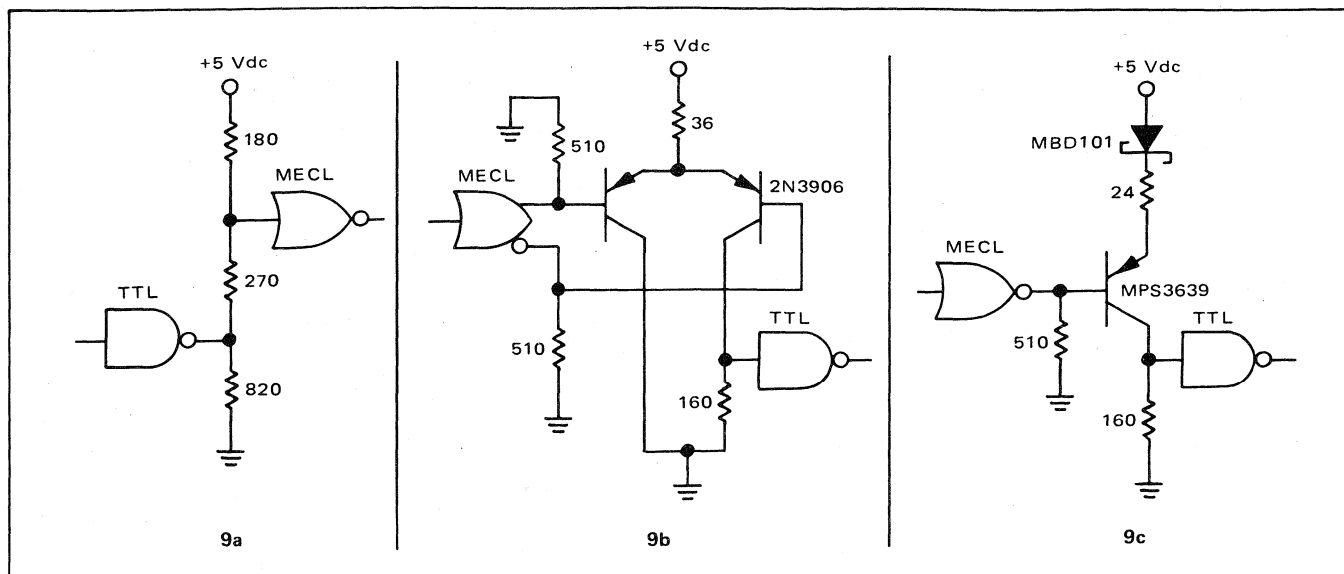 +5 Vdc
180
MECL
270
TTL
820
9a
+5 Vdc
36
510
MECL
2N3906
510
TTL
160
9b
+5 Vdc
MBD101
24
MECL
MPS3639
TTL
510
160
9c